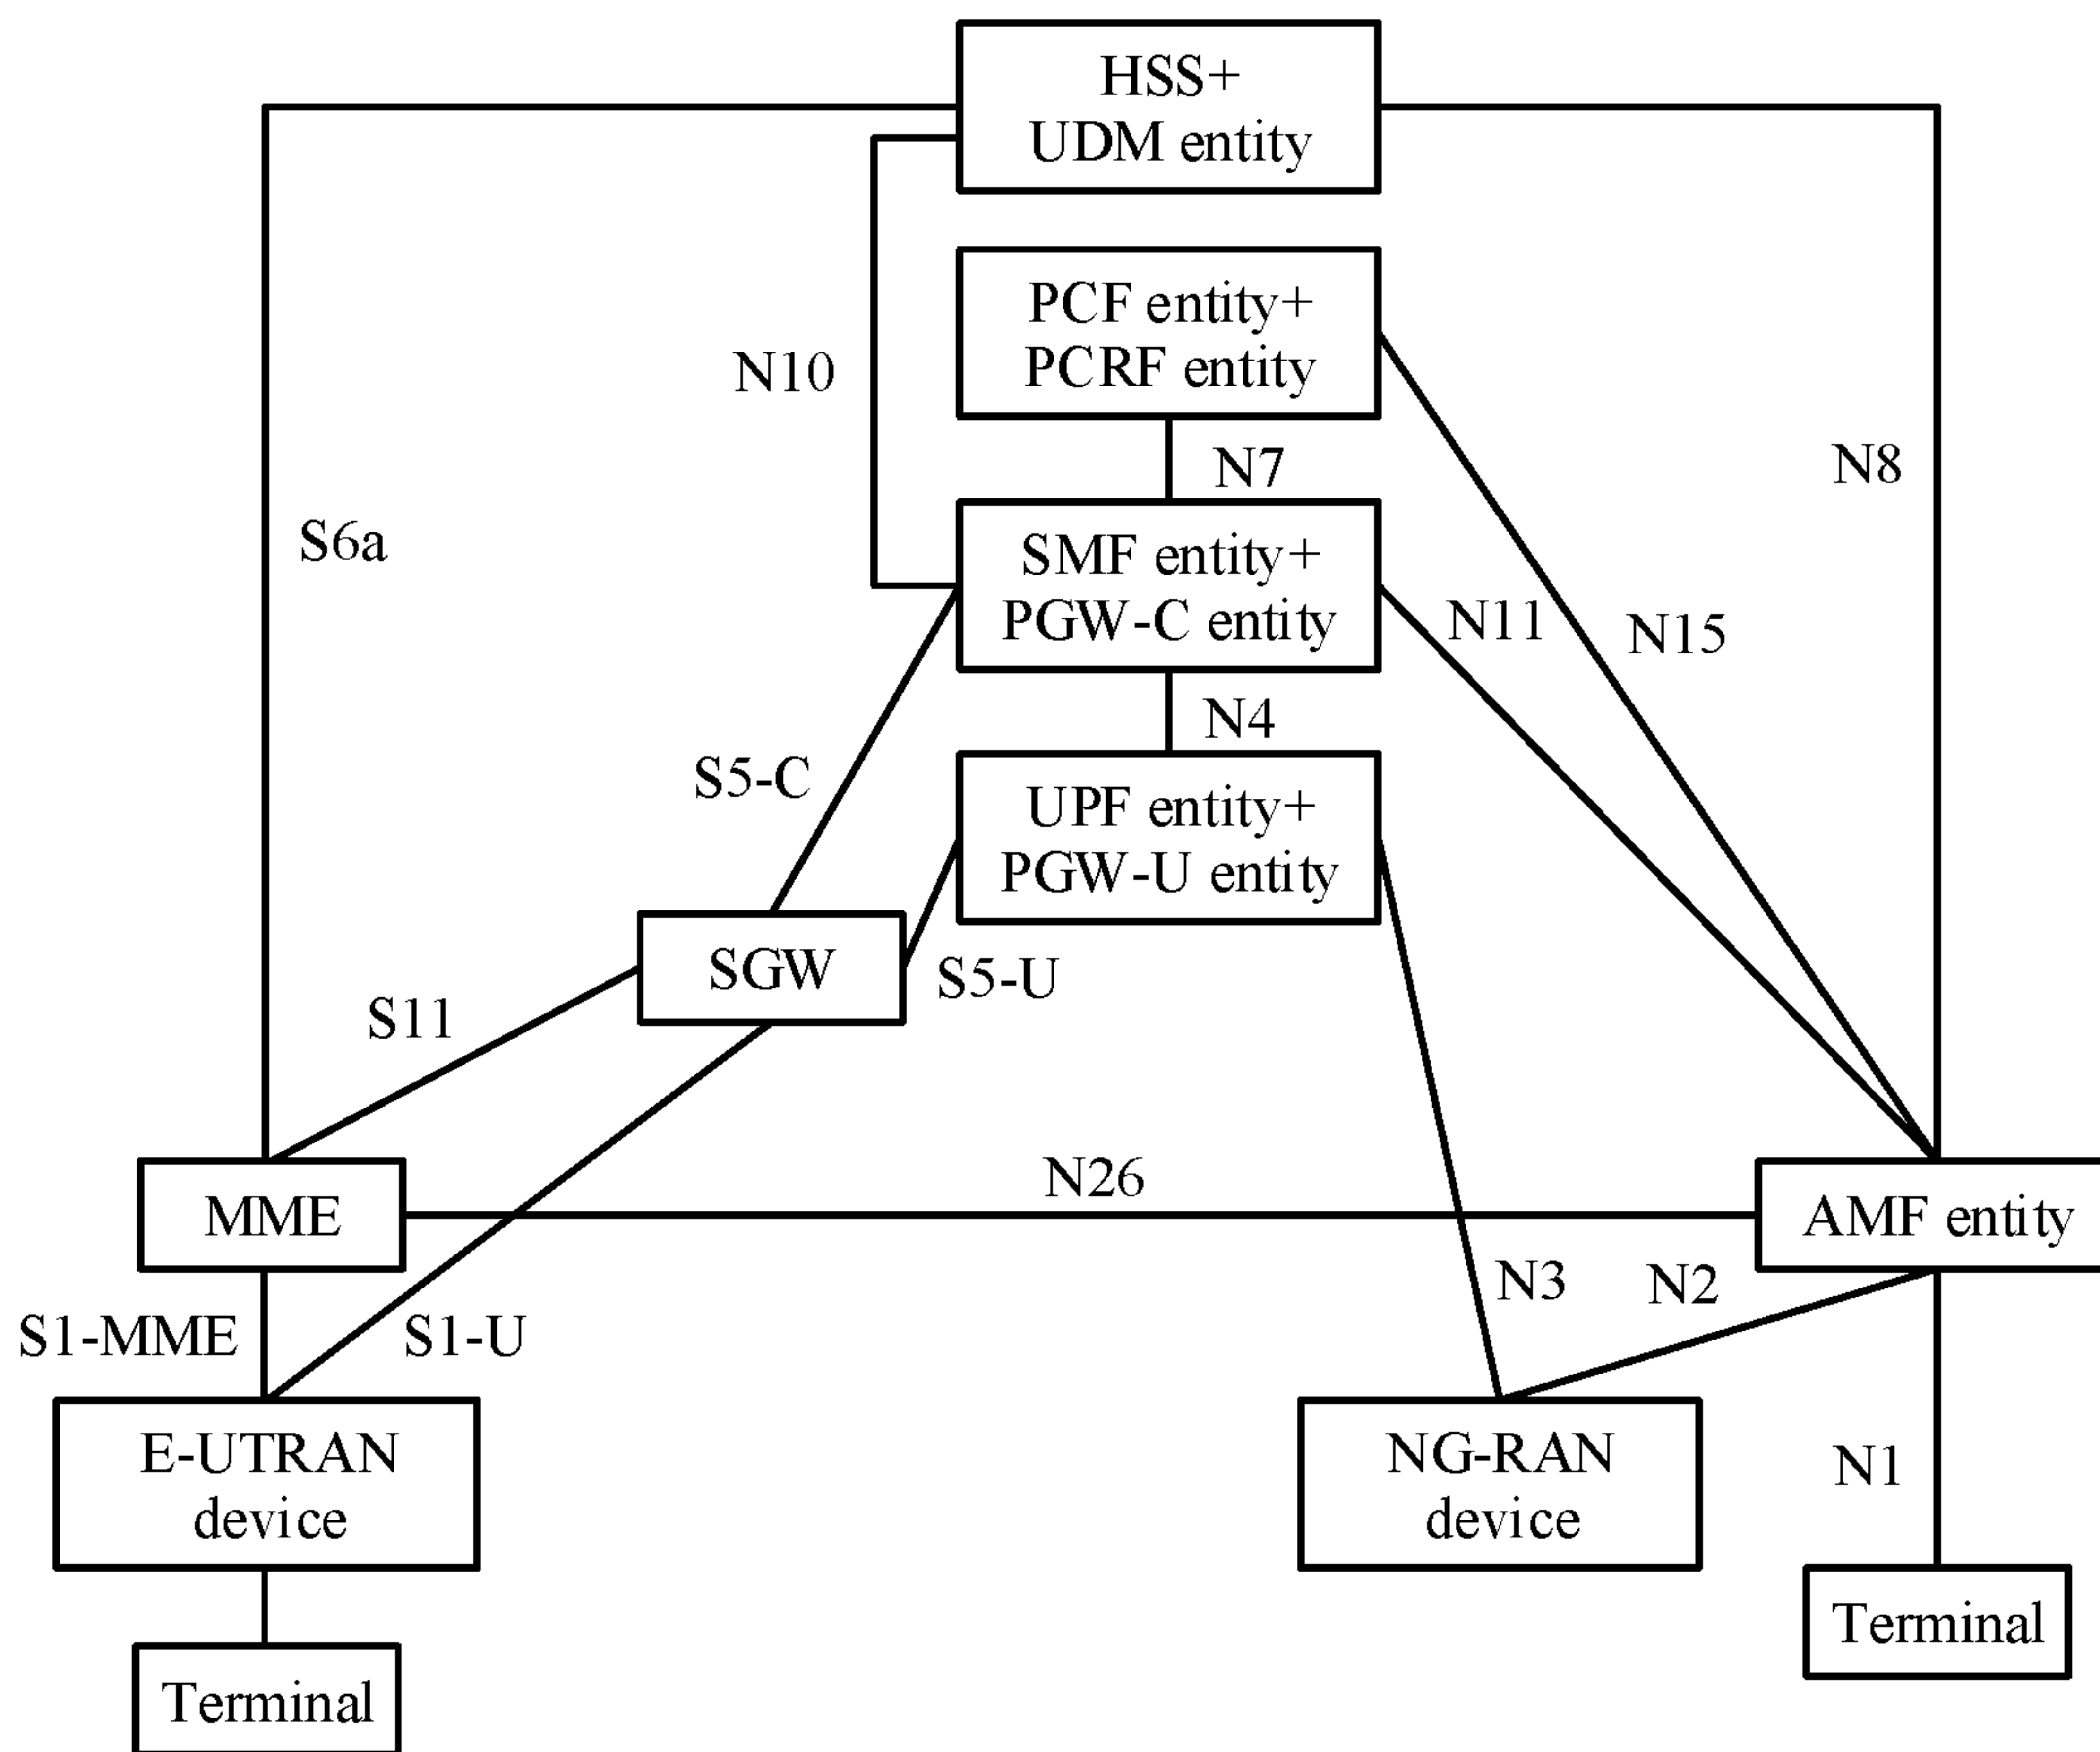 HSS+
UDM entity
PCF entity+
PCRF entity
N10
N7
N8
S6a
SMF entity+
PGW-C entity
N11
N15
N4
S5-C
UPF entity+
PGW-U entity
SGW
S5-U
S11
N26
MME
AMF entity
N3
N2
S1-MME
S1-U
E-UTRAN
device
NG-RAN
device
N1
Terminal
Terminal